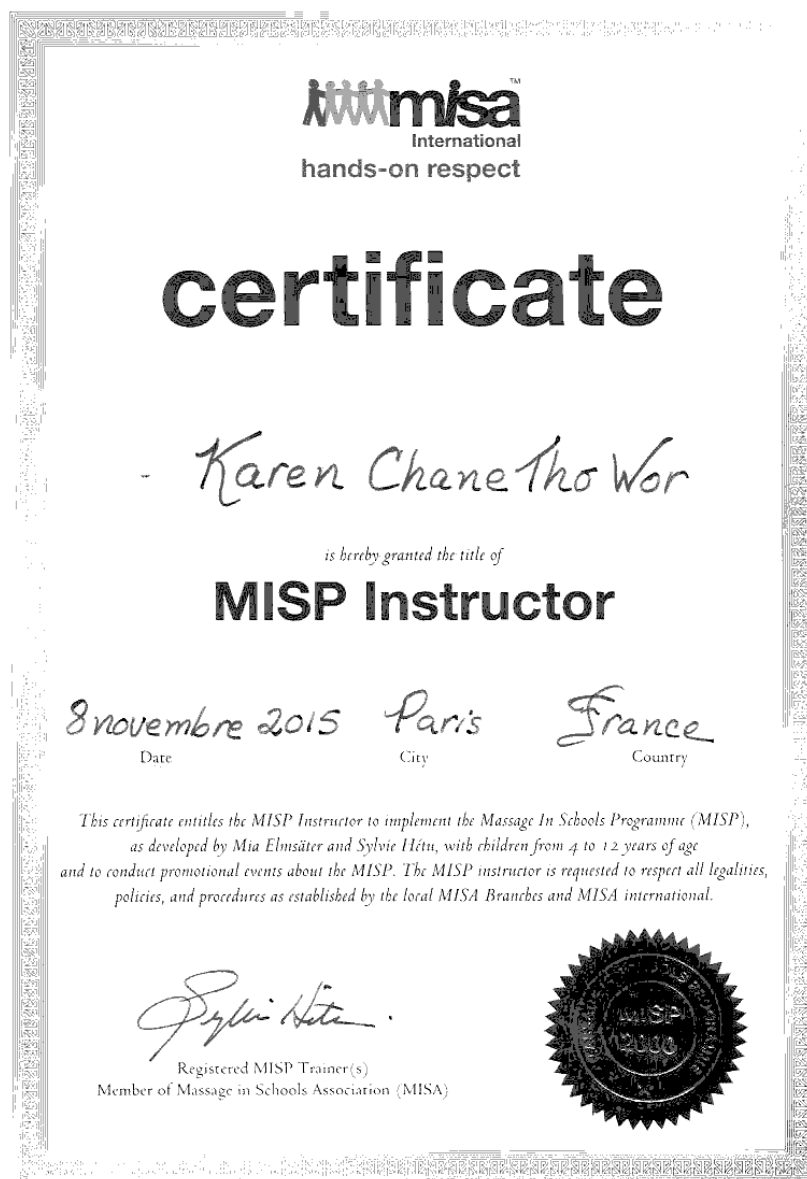 misa™
International
hands-on respect
certificate
Karen Chane Tho Wor
is hereby granted the title of
MISP Instructor
8 novembre 2015 Paris France
Date City Country
This certificate entitles the MISP Instructor to implement the Massage In Schools Programme (MISP),
as developed by Mia Elmsäter and Sylvie Hétu, with children from 4 to 12 years of age
and to conduct promotional events about the MISP. The MISP instructor is requested to respect all legalities,
policies, and procedures as established by the local MISA Branches and MISA international.
Sylvie Hétu
Registered MISP Trainer(s)
Member of Massage in Schools Association (MISA)
MISP
2000